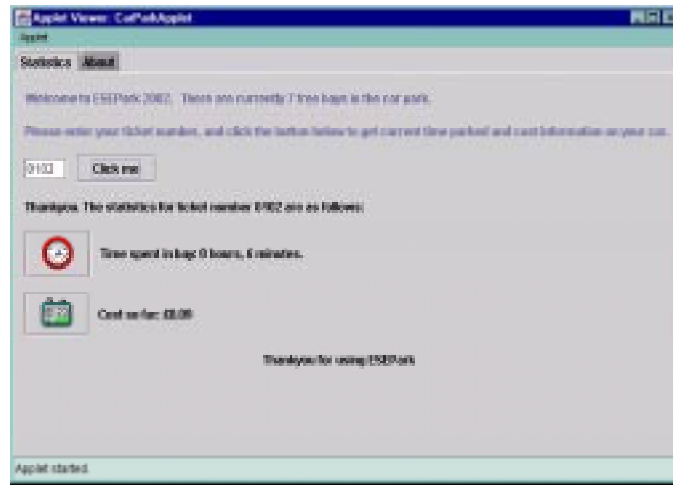 Applet Viewer: CarParkApplet
Applet
Statistics About
Welcome to ESEPark 2002. There are currently 7 free bays in the car park.
Please enter your ticket number, and click the button below to get current time parked and cost information on your car.
0102 Click me
Thankyou. The statistics for ticket number 0102 are as follows:
Time spent in bay: 0 hours, 6 minutes.
Cost so far:
Thankyou for using ESEPark
Applet started.